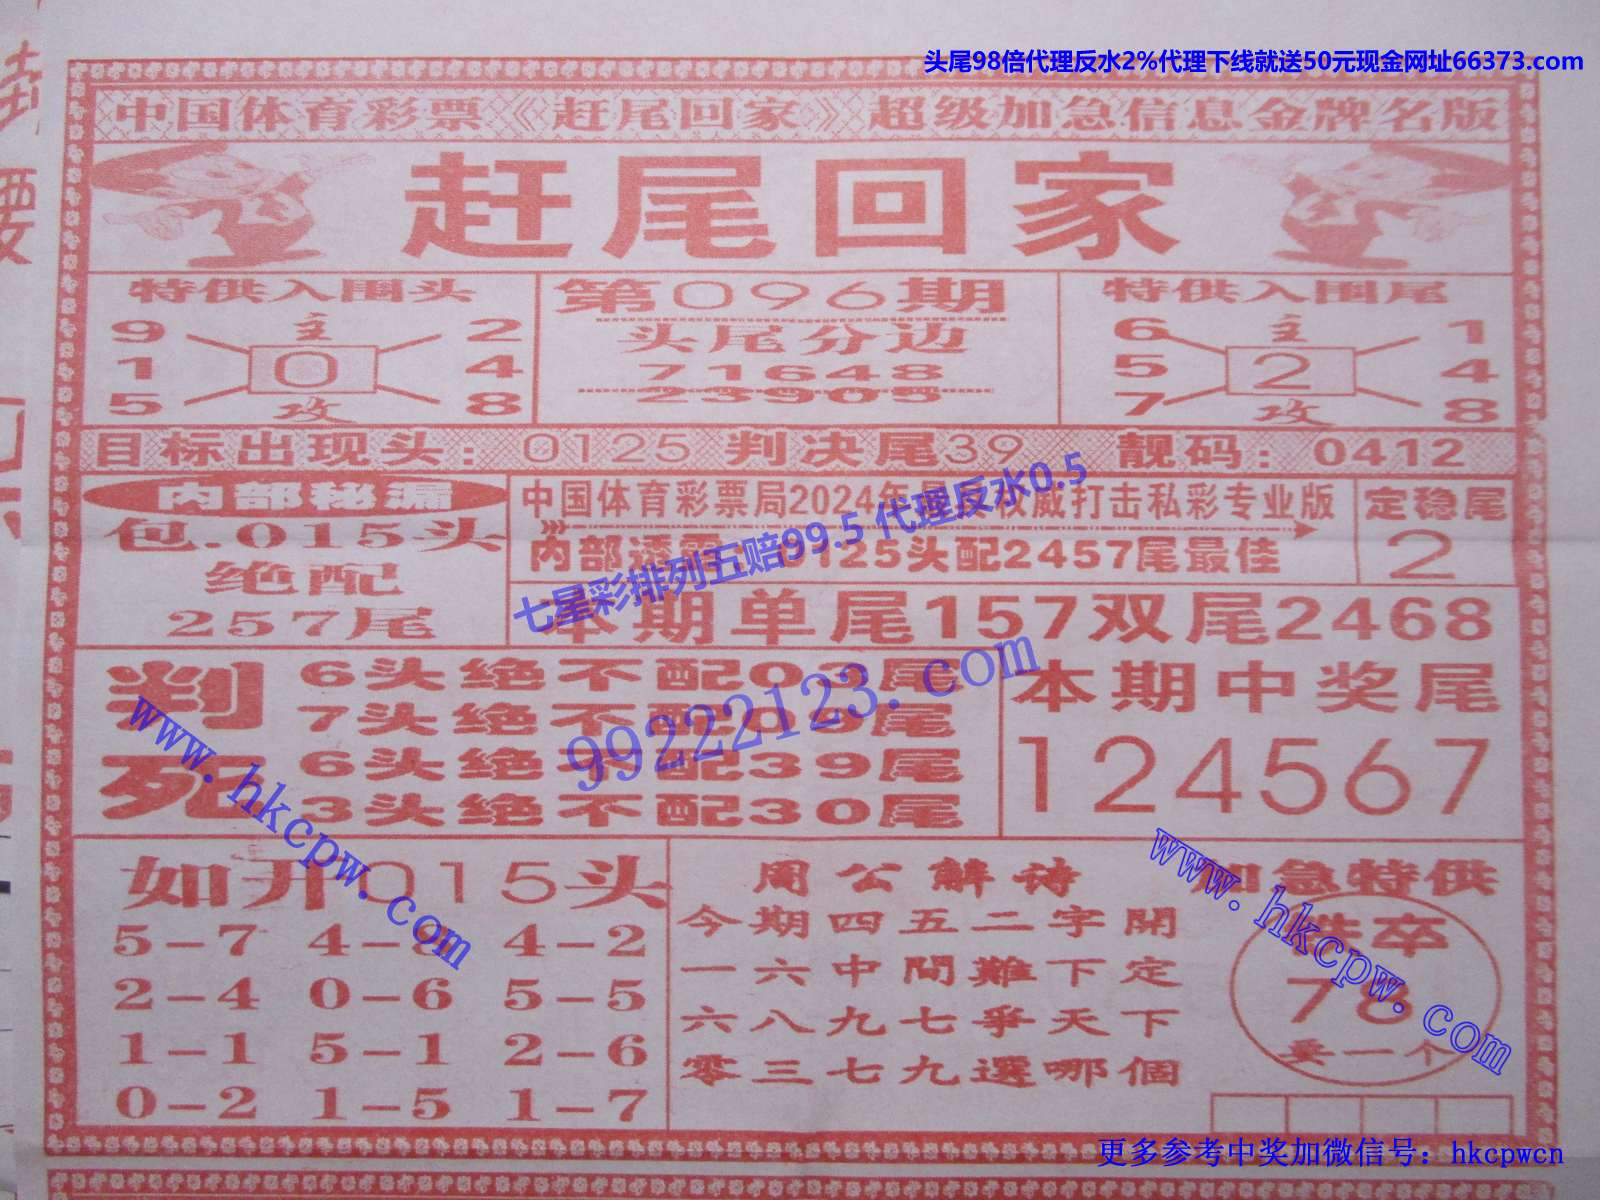 头尾98倍代理反水2%代理下线就送50元现金网址66373.com
中国体育彩票《赶尾回家》超级加急信息金牌名版
赶尾回家
特供入围头
9 主 2
1 0 4
5 攻 8
第096期
头尾分边
71648
23905
特供入围尾
6 主 1
5 2 4
7 攻 8
目标出现头：0125 判决尾39 靓码：0412
内部秘漏
包.015头
绝配
257尾
中国体育彩票局2024年最具权威打击私彩专业版
内部透露:0125头配2457尾最佳
定稳尾
2
本期单尾157双尾2468
七星彩排列五赔99.5 代理反水0.5
99222123.com
判死
6头绝不配03尾
7头绝不配09尾
6头绝不配39尾
3头绝不配30尾
本期中奖尾
124567
www.hkcpw.com
如开015头
5-7 4-8 4-2
2-4 0-6 5-5
1-1 5-1 2-6
0-2 1-5 1-7
周公解诗
今期四五二字開
一六中間難下定
六八九七爭天下
零三七九選哪個
加急特供
卒
78
卖一个
www.hkcpw.com
更多参考中奖加微信号：hkcpwcn